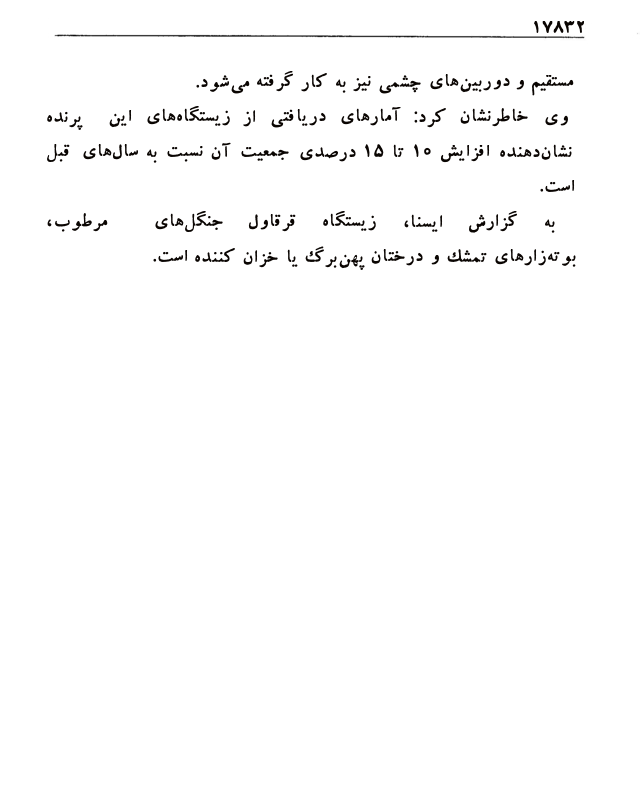 ۱۷۸۳۲
مستقیم و دوربین‌های چشمی نیز به کار گرفته می‌شود.
وی خاطرنشان کرد: آمارهای دریافتی از زیستگاه‌های این پرنده
نشان‌دهنده افزایش ۱۰ تا ۱۵ درصدی جمعیت آن نسبت به سال‌های قبل
است.
به گزارش ایسنا، زیستگاه قرقاول جنگل‌های مرطوب،
بوته‌زارهای تمشك و درختان پهن‌برگ یا خزان کننده است.